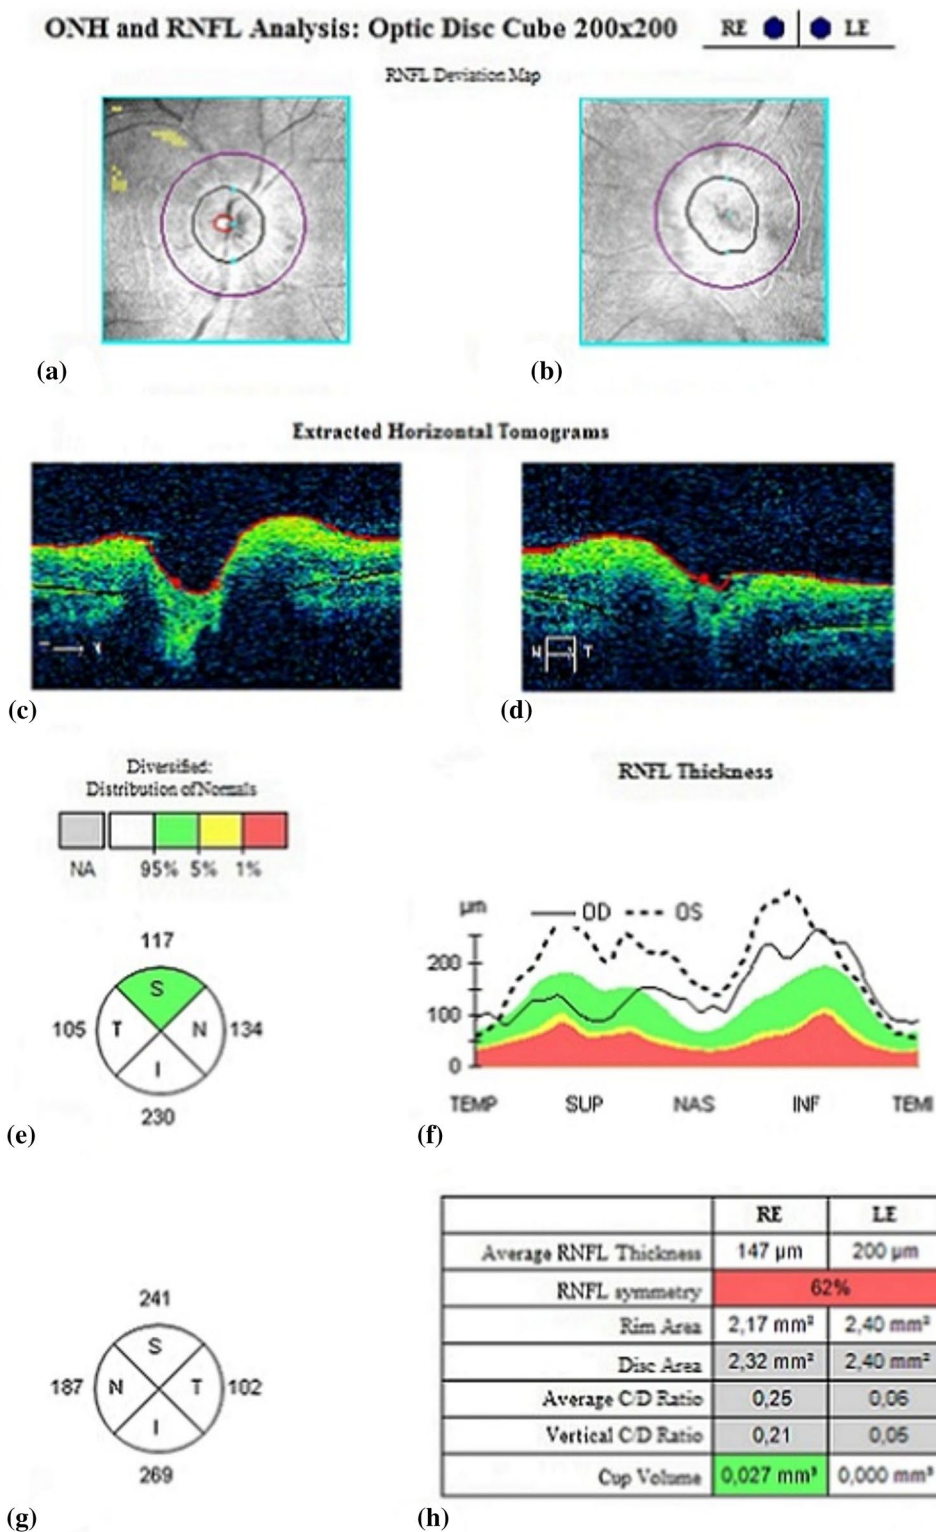 ONH and RNFL Analysis: Optic Disc Cube 200x200 RE LE
RNFL Deviation Map
(a) (b)
Extracted Horizontal Tomograms
N
N T
(c) (d)
Diversified:
Distribution of Normals
NA 95% 5% 1%
117
S
105 T N 134
I
230
(e)
RNFL Thickness
µm OD OS
200
100
0
TEMP SUP NAS INF TEMI
(f)
241
S
187 N T 102
I
269
(g)
RE LE
Average RNFL Thickness 147 µm 200 µm
RNFL symmetry 62%
Rim Area 2,17 mm² 2,40 mm²
Disc Area 2,32 mm² 2,40 mm²
Average C/D Ratio 0,25 0,06
Vertical C/D Ratio 0,21 0,05
Cup Volume 0,027 mm³ 0,000 mm³
(h)